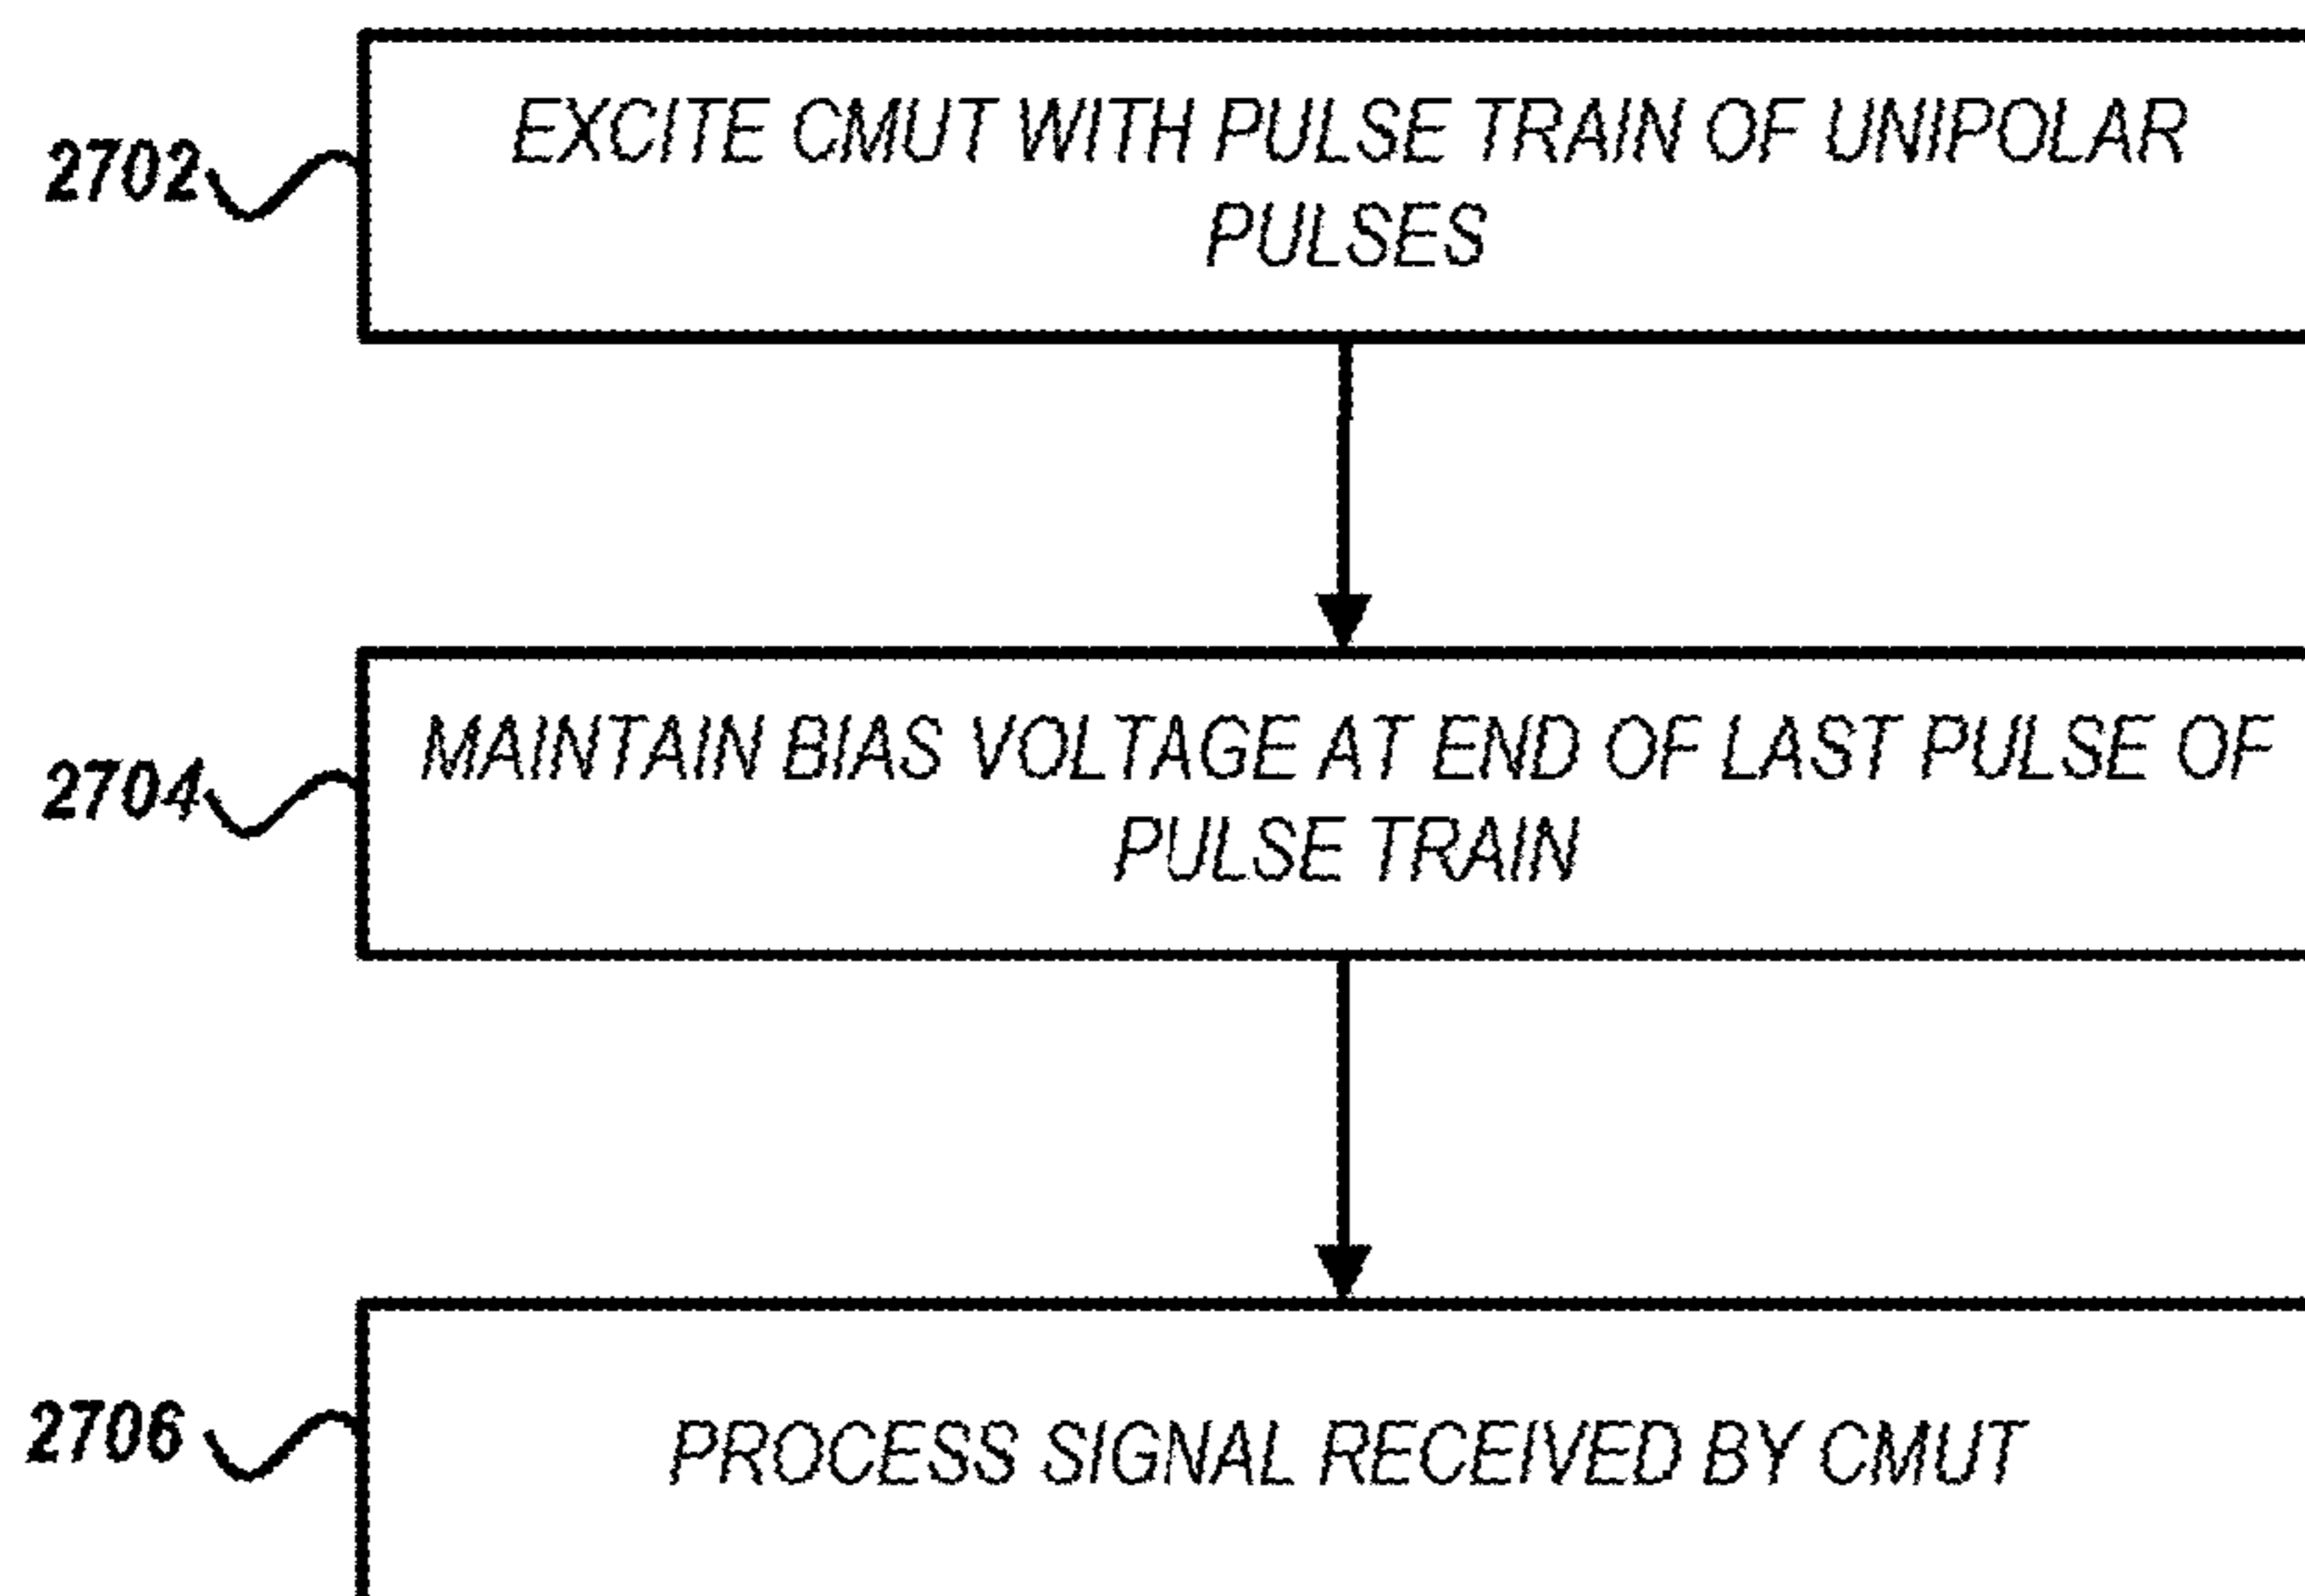 2702
EXCITE CMUT WITH PULSE TRAIN OF UNIPOLAR
PULSES
2704
MAINTAIN BIAS VOLTAGE AT END OF LAST PULSE OF
PULSE TRAIN
2706
PROCESS SIGNAL RECEIVED BY CMUT